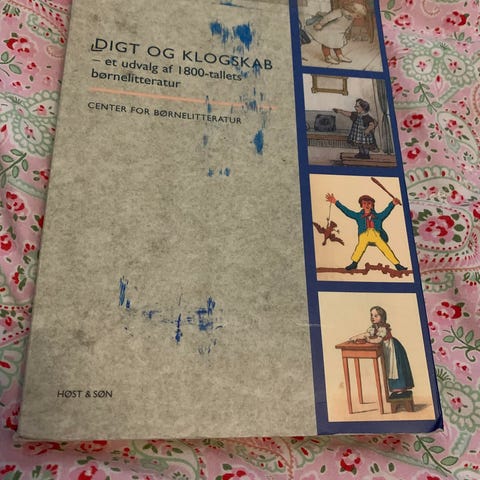 DIGT OG KLOGSKAB
– et udvalg af 1800-tallets
børnelitteratur
CENTER FOR BØRNELITTERATUR
HØST & SØN